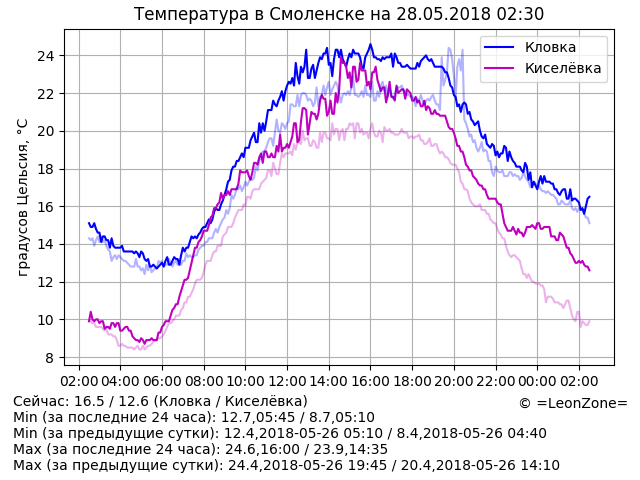 Температура в Смоленске на 28.05.2018 02:30
градусов Цельсия, °C
24
22
20
18
16
14
12
10
8
Кловка
Киселёвка
02:00 04:00 06:00 08:00 10:00 12:00 14:00 16:00 18:00 20:00 22:00 00:00 02:00
Сейчас: 16.5 / 12.6 (Кловка / Киселёвка)
© =LeonZone=
Min (за последние 24 часа): 12.7,05:45 / 8.7,05:10
Min (за предыдущие сутки): 12.4,2018-05-26 05:10 / 8.4,2018-05-26 04:40
Max (за последние 24 часа): 24.6,16:00 / 23.9,14:35
Max (за предыдущие сутки): 24.4,2018-05-26 19:45 / 20.4,2018-05-26 14:10